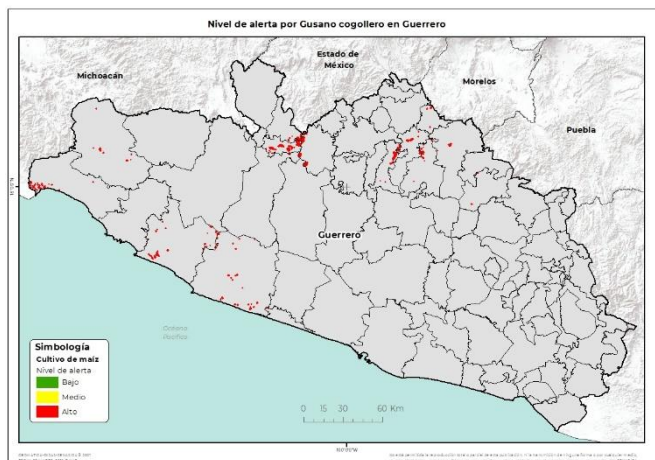 Nivel de alerta por Gusano cogollero en Guerrero
Estado de
México
Michoacán
Morelos
Puebla
Guerrero
Océano
Pacífico
Simbología
Cultivo de maíz
Nivel de alerta
Bajo
Medio
Alto
0 15 30 60 Km